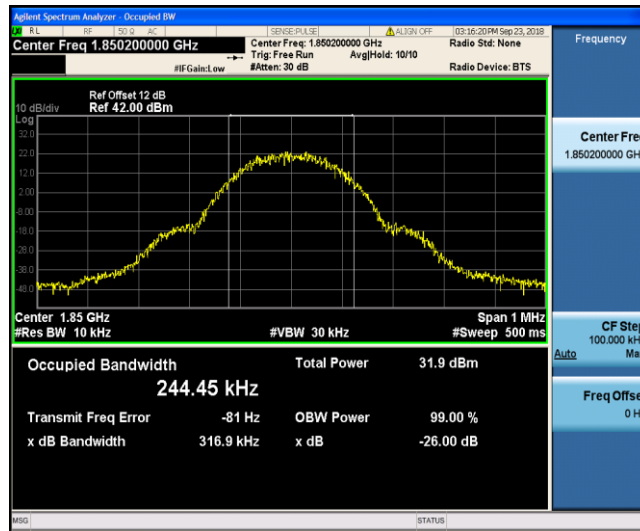 Agilent Spectrum Analyzer - Occupied BW
RL RF 50 Ω AC SENSE:PULSE ALIGN OFF 03:16:20PM Sep 23, 2018
Center Freq 1.850200000 GHz
Center Freq: 1.850200000 GHz Radio Std: None
Trig: Free Run Avg|Hold: 10/10
#IFGain:Low #Atten: 30 dB Radio Device: BTS
Ref Offset 12 dB
10 dB/div Ref 42.00 dBm
Log
32.0
22.0
12.0
2.00
-8.00
-18.0
-28.0
-38.0
-48.0
Center 1.85 GHz Span 1 MHz
#Res BW 10 kHz #VBW 30 kHz #Sweep 500 ms
Occupied Bandwidth Total Power 31.9 dBm
244.45 kHz
Transmit Freq Error -81 Hz OBW Power 99.00 %
x dB Bandwidth 316.9 kHz x dB -26.00 dB
MSG STATUS
Frequency
Center Fre
1.850200000 GH
CF Step
100.000 kH
Auto Ma
Freq Offse
0 H